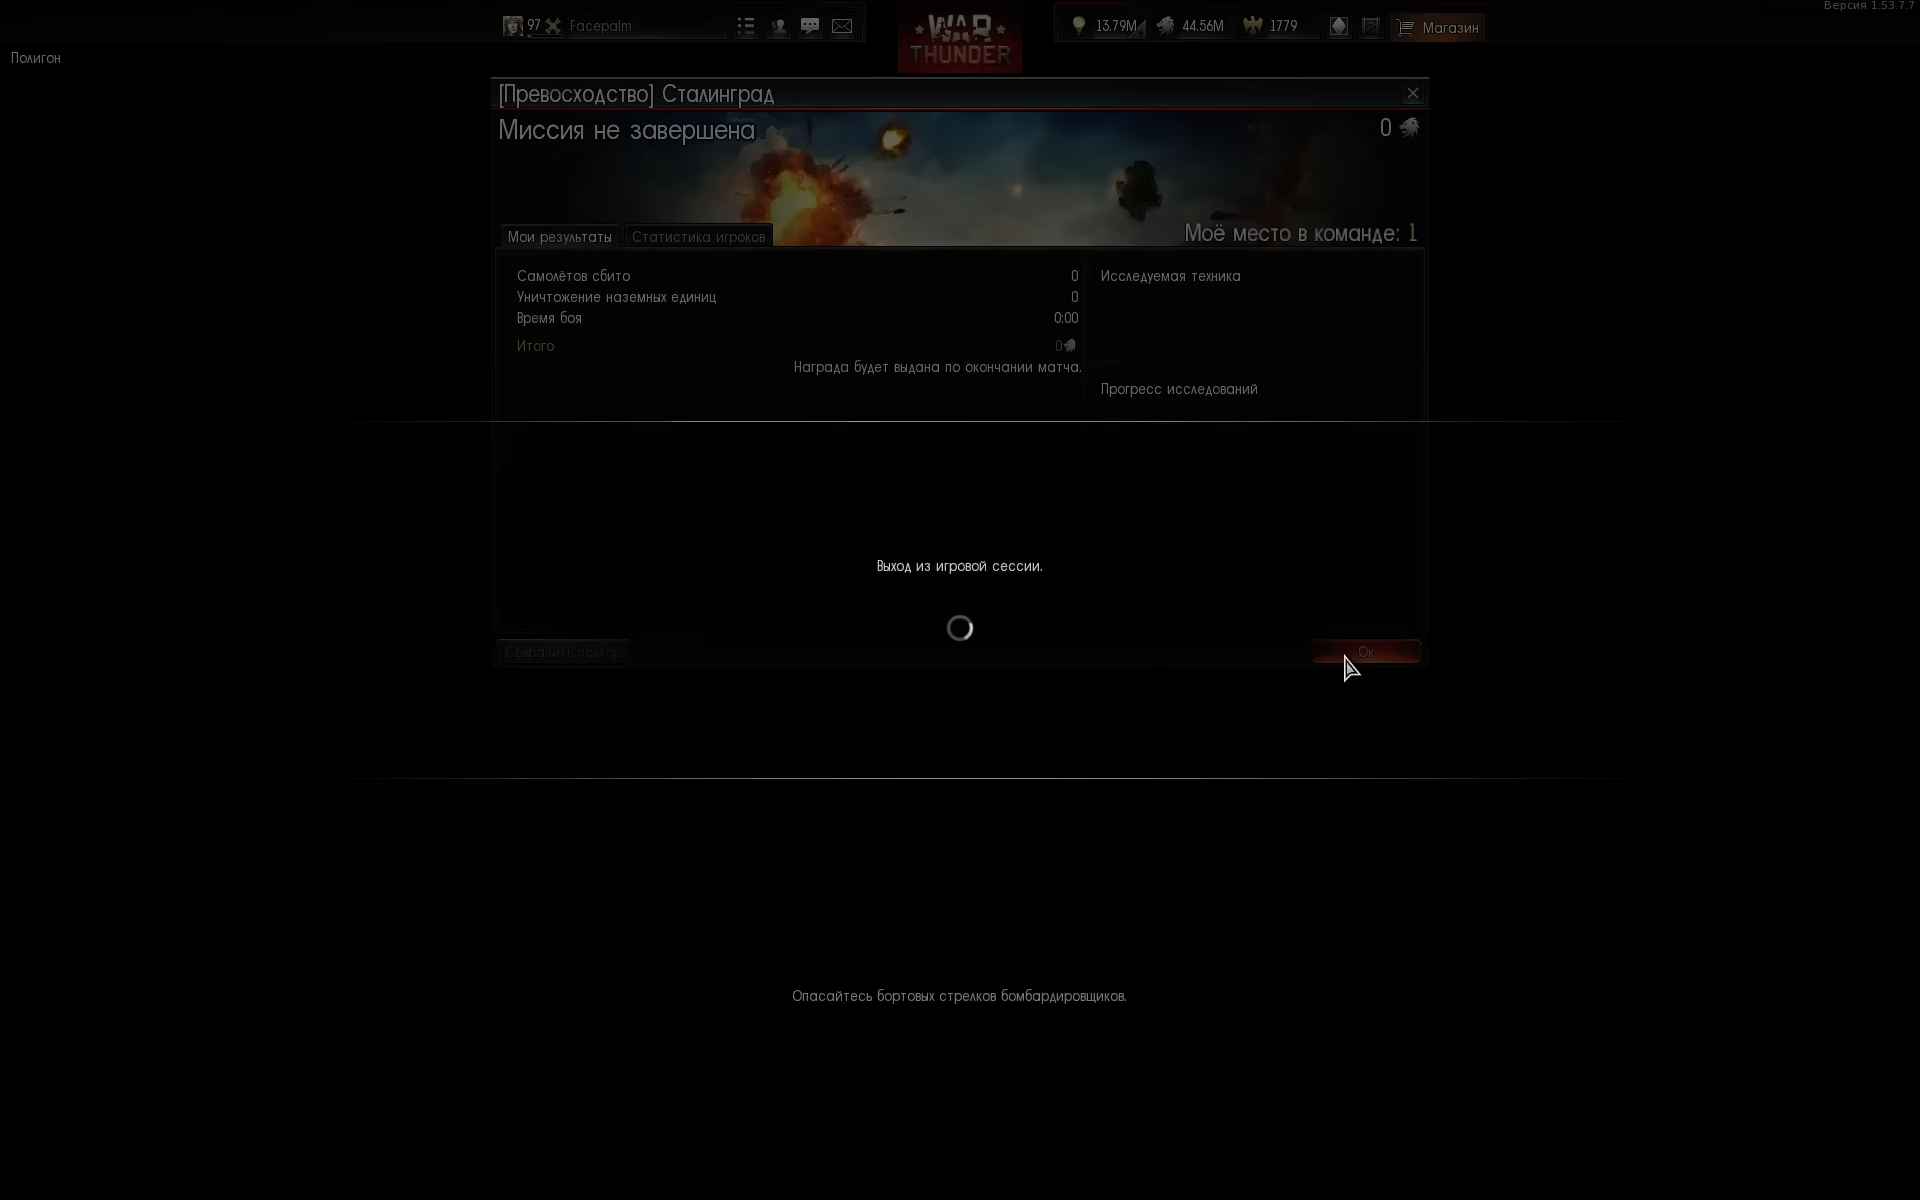 Версия 1.53.7.7
97 Facepalm
WAR THUNDER
13.79M 44.56M 1779 Магазин
Полигон
[Превосходство] Сталинград
Миссия не завершена
0
Мои результаты Статистика игроков
Моё место в команде: 1
Самолётов сбито 0
Уничтожение наземных единиц 0
Время боя 0:00
Итого 0
Награда будет выдана по окончании матча.
Исследуемая техника
Прогресс исследований
Выход из игровой сессии.
Сохранить повтор
Ок
Опасайтесь бортовых стрелков бомбардировщиков.